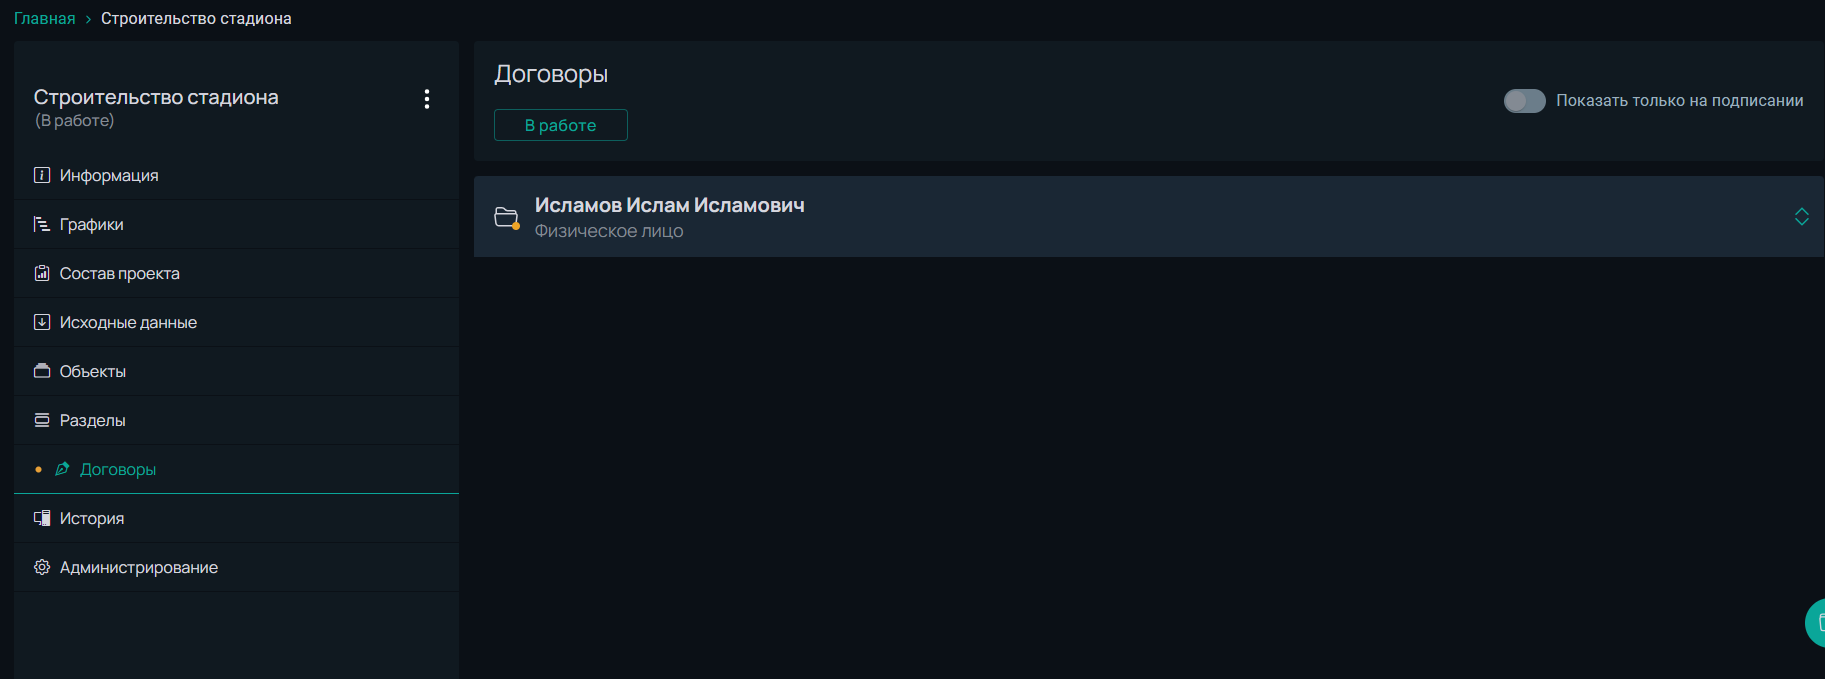 Главная › Строительство стадиона
Строительство стадиона
(В работе)
Информация
Графики
Состав проекта
Исходные данные
Объекты
Разделы
Договоры
История
Администрирование
Договоры
В работе
Показать только на подписании
Исламов Ислам Исламович
Физическое лицо